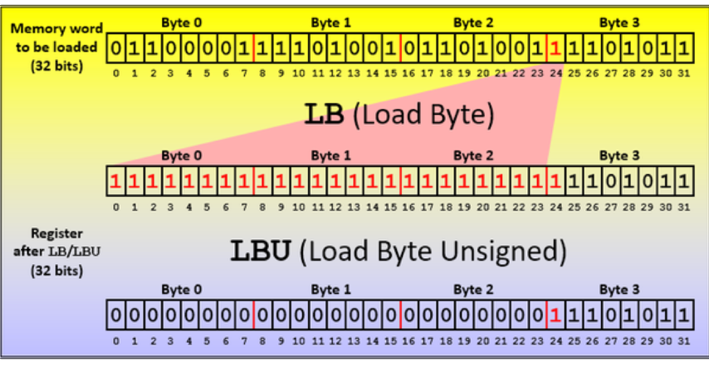 Byte 0 Byte 1 Byte 2 Byte 3
Memory word
to be loaded
(32 bits)
0 1 1 0 0 0 0 1 1 1 1 0 1 0 0 1 0 1 1 0 1 0 0 1 1 1 1 0 1 0 1 1
0 1 2 3 4 5 6 7 8 9 10 11 12 13 14 15 16 17 18 19 20 21 22 23 24 25 26 27 28 29 30 31
LB (Load Byte)
Byte 0 Byte 1 Byte 2 Byte 3
1 1 1 1 1 1 1 1 1 1 1 1 1 1 1 1 1 1 1 1 1 1 1 1 1 1 1 0 1 0 1 1
0 1 2 3 4 5 6 7 8 9 10 11 12 13 14 15 16 17 18 19 20 21 22 23 24 25 26 27 28 29 30 31
Register
after LB/LBU
(32 bits)
LBU (Load Byte Unsigned)
Byte 0 Byte 1 Byte 2 Byte 3
0 0 0 0 0 0 0 0 0 0 0 0 0 0 0 0 0 0 0 0 0 0 0 0 1 1 1 0 1 0 1 1
0 1 2 3 4 5 6 7 8 9 10 11 12 13 14 15 16 17 18 19 20 21 22 23 24 25 26 27 28 29 30 31